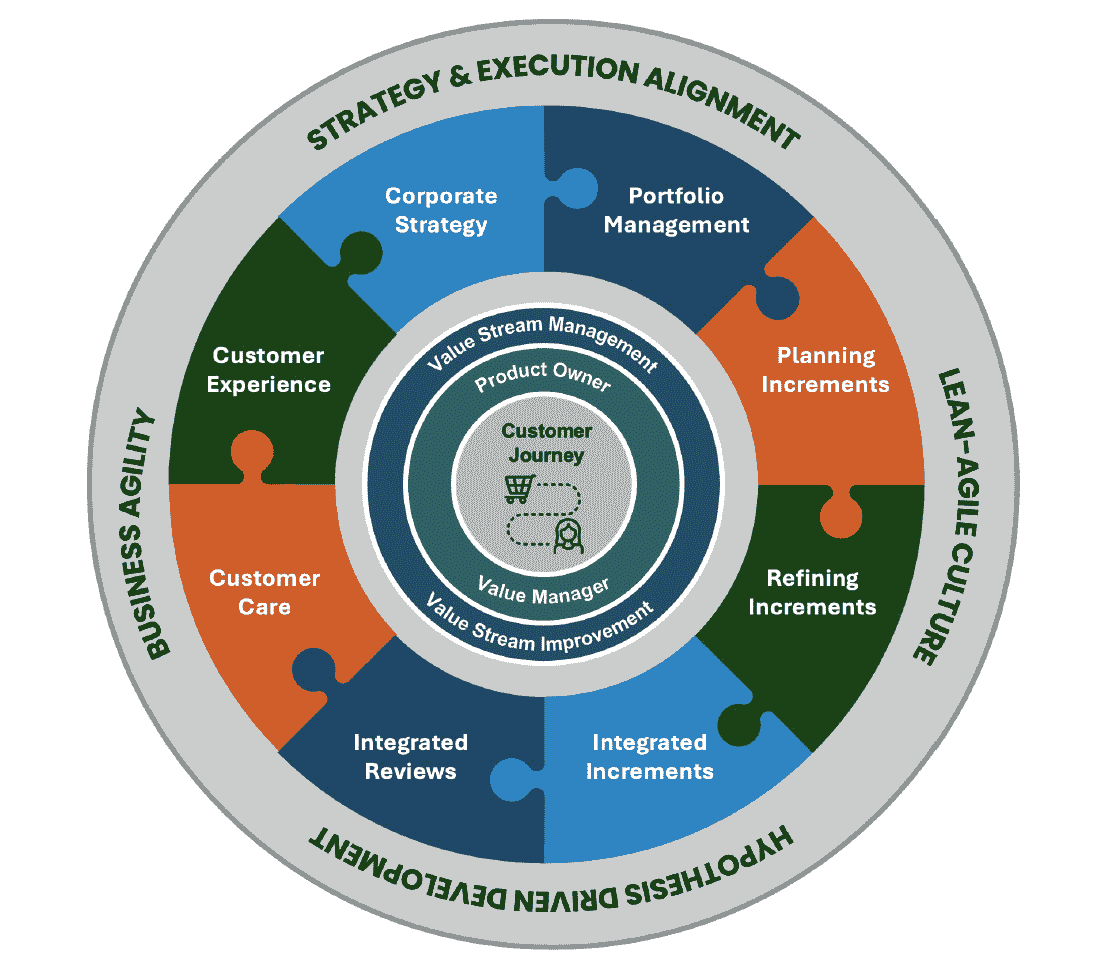 STRATEGY & EXECUTION ALIGNMENT
Corporate
Strategy
Portfolio
Management
Planning
Increments
Refining
Increments
Integrated
Increments
Integrated
Reviews
Customer
Care
Customer
Experience
LEAN-AGILE CULTURE
HYPOTHESIS DRIVEN DEVELOPMENT
BUSINESS AGILITY
Value Stream Management
Product Owner
Customer
Journey
Value Manager
Value Stream Improvement